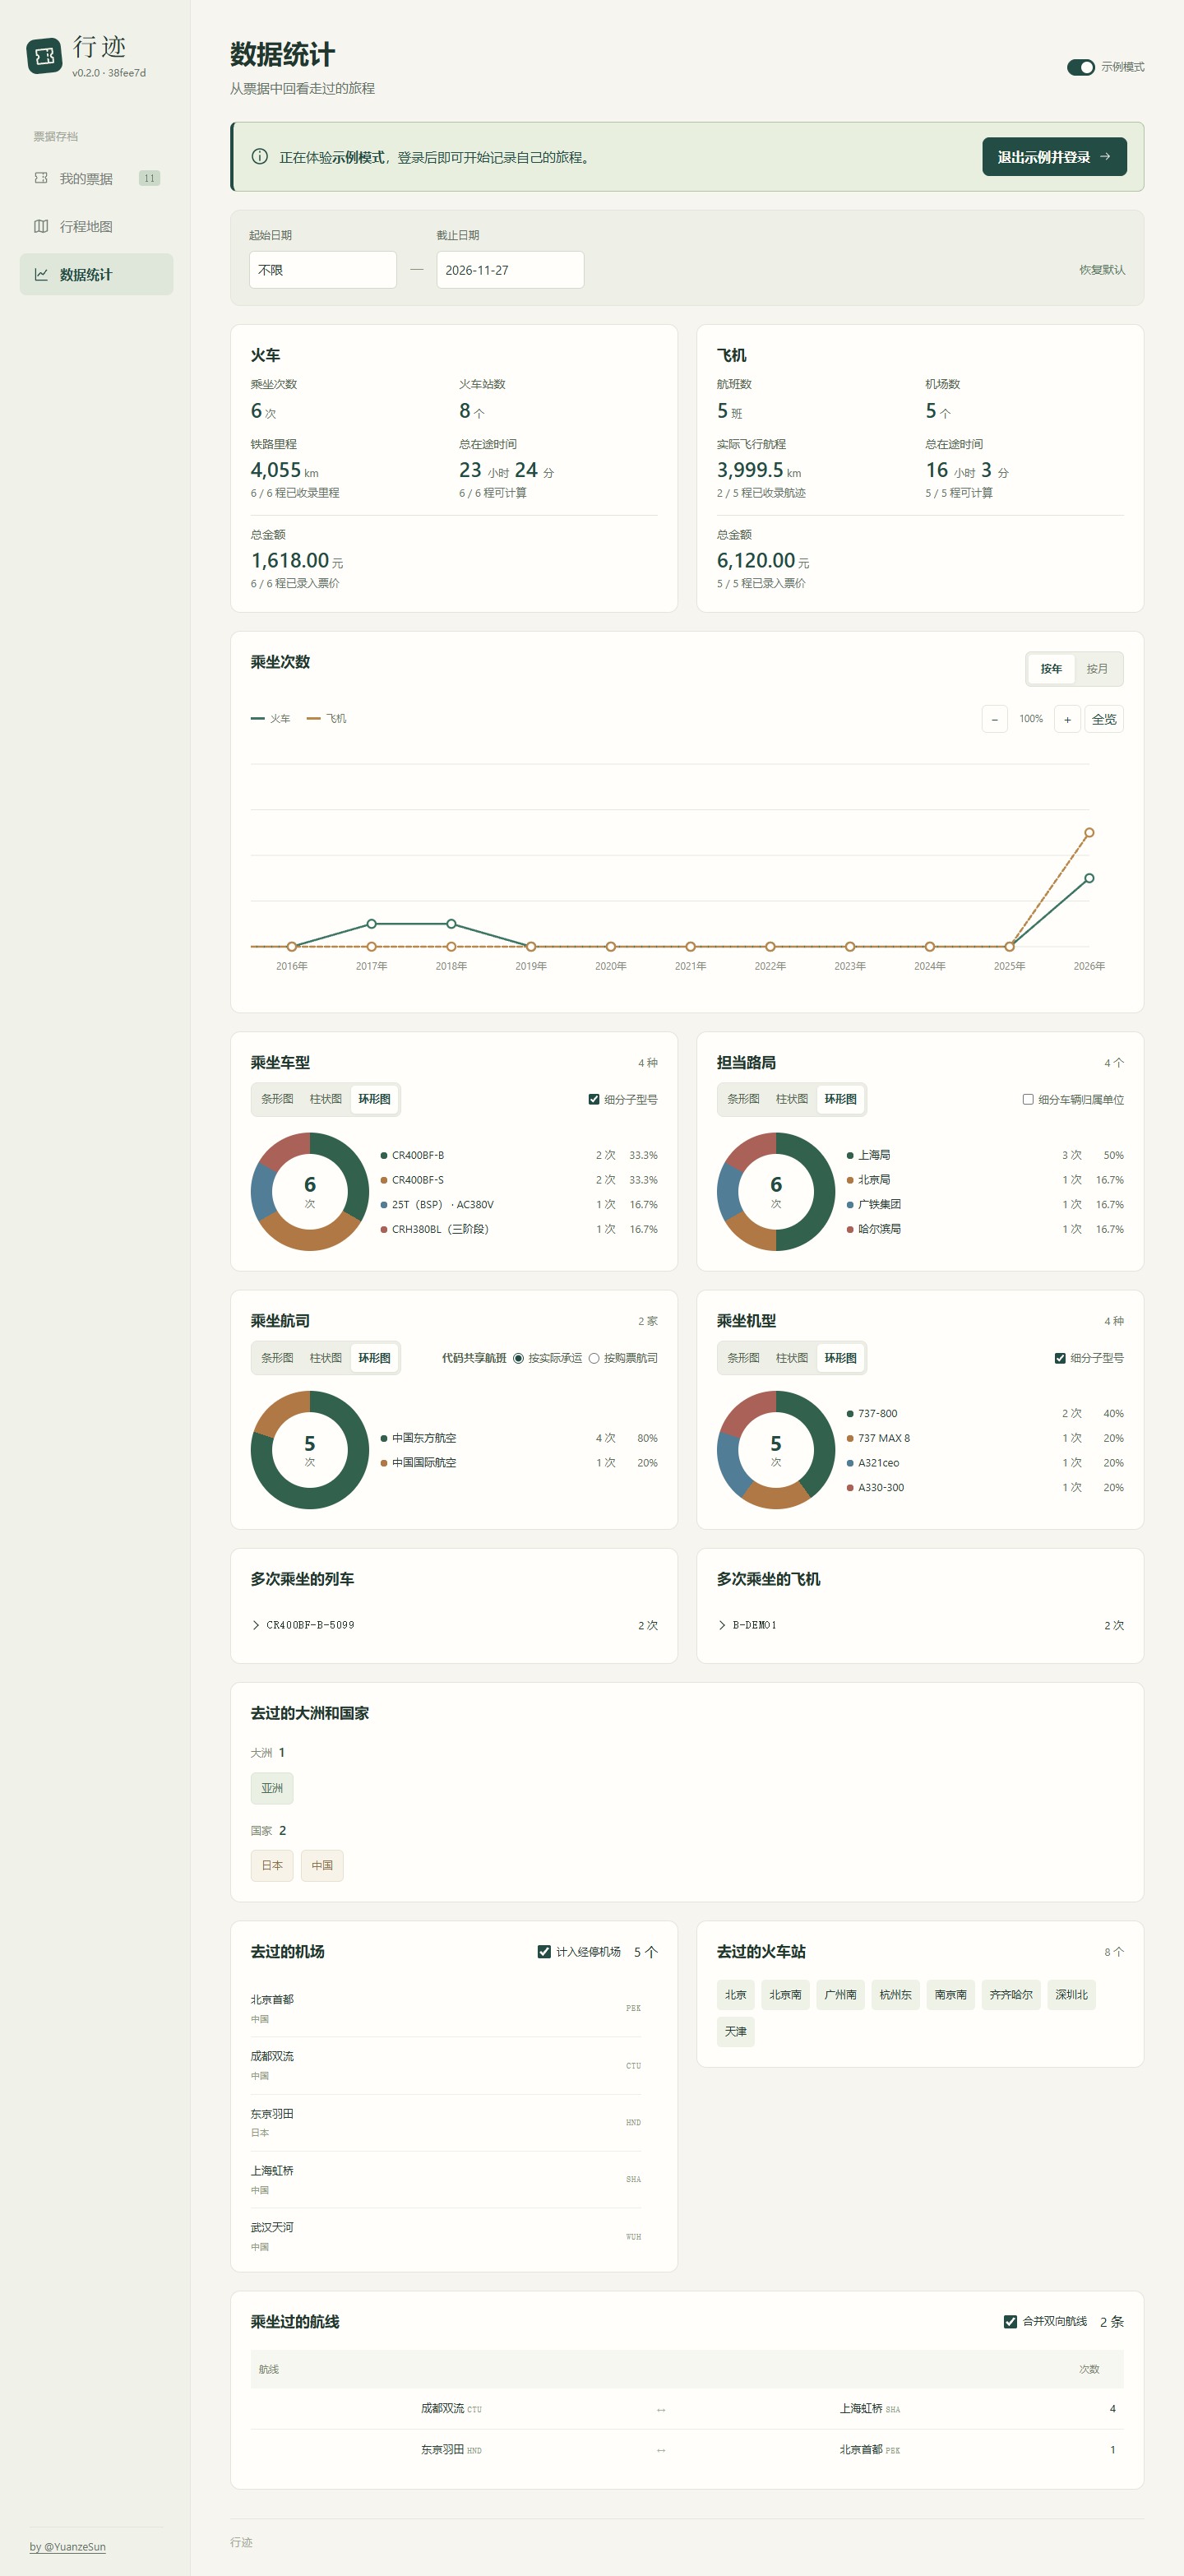 行迹
v0.2.0 · 38fee7d
票据存档
我的票据 11
行程地图
数据统计
数据统计
从票据中回看走过的旅程
示例模式
正在体验示例模式，登录后即可开始记录自己的旅程。
退出示例并登录 →
起始日期 截止日期
不限 — 2026-11-27
恢复默认
火车
乘坐次数 火车站数
6 次 8 个
铁路里程 总在途时间
4,055 km 23 小时 24 分
6 / 6 程已收录里程 6 / 6 程可计算
总金额
1,618.00 元
6 / 6 程已录入票价
飞机
航班数 机场数
5 班 5 个
实际飞行航程 总在途时间
3,999.5 km 16 小时 3 分
2 / 5 程已收录航迹 5 / 5 程可计算
总金额
6,120.00 元
5 / 5 程已录入票价
乘坐次数
按年 按月
火车 飞机
− 100% + 全览
2016年 2017年 2018年 2019年 2020年 2021年 2022年 2023年 2024年 2025年 2026年
乘坐车型 4 种
条形图 柱状图 环形图 细分子型号
6
次
CR400BF-B 2 次 33.3%
CR400BF-S 2 次 33.3%
25T（BSP）· AC380V 1 次 16.7%
CRH380BL（三阶段） 1 次 16.7%
担当路局 4 个
条形图 柱状图 环形图 细分车辆归属单位
6
次
上海局 3 次 50%
北京局 1 次 16.7%
广铁集团 1 次 16.7%
哈尔滨局 1 次 16.7%
乘坐航司 2 家
条形图 柱状图 环形图 代码共享航班 按实际承运 按购票航司
5
次
中国东方航空 4 次 80%
中国国际航空 1 次 20%
乘坐机型 4 种
条形图 柱状图 环形图 细分子型号
5
次
737-800 2 次 40%
737 MAX 8 1 次 20%
A321ceo 1 次 20%
A330-300 1 次 20%
多次乘坐的列车
CR400BF-B-5099 2 次
多次乘坐的飞机
B-DEMO1 2 次
去过的大洲和国家
大洲 1
亚洲
国家 2
日本 中国
去过的机场 计入经停机场 5 个
北京首都 PEK
中国
成都双流 CTU
中国
东京羽田 HND
日本
上海虹桥 SHA
中国
武汉天河 WUH
中国
去过的火车站 8 个
北京 北京南 广州南 杭州东 南京南 齐齐哈尔 深圳北
天津
乘坐过的航线 合并双向航线 2 条
航线 次数
成都双流 CTU ↔ 上海虹桥 SHA 4
东京羽田 HND ↔ 北京首都 PEK 1
行迹
by @YuanzeSun